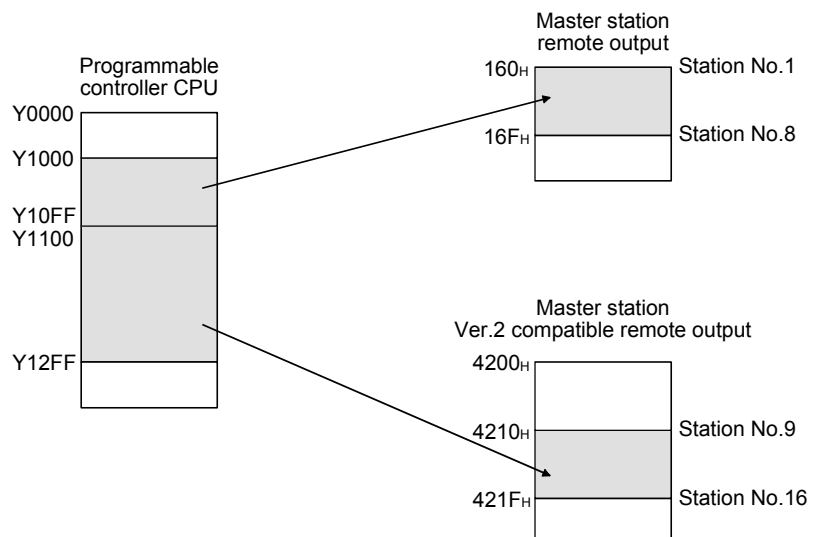 Programmable
controller CPU
Y0000
Y1000
Y10FF
Y1100
Y12FF
Master station
remote output
160H
Station No.1
16FH
Station No.8
Master station
Ver.2 compatible remote output
4200H
4210H
Station No.9
421FH
Station No.16